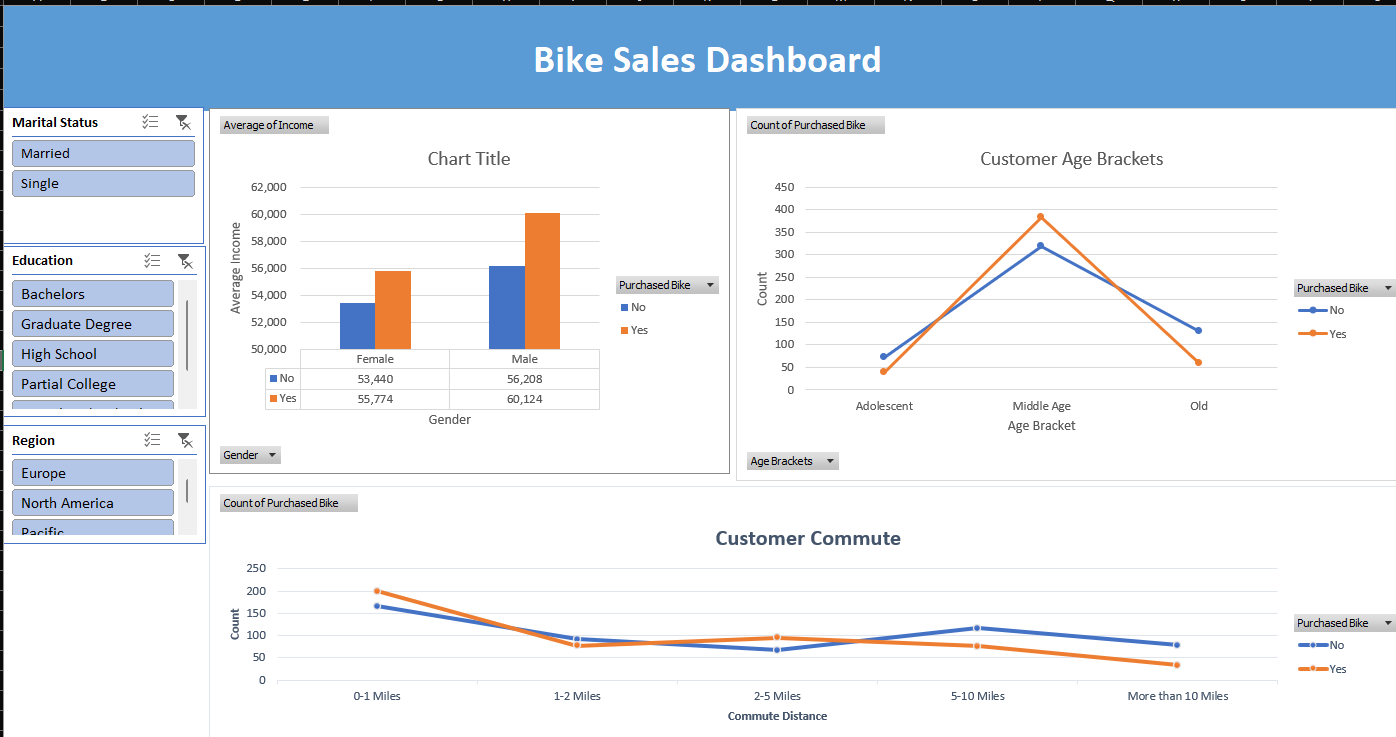 Bike Sales Dashboard
Marital Status
Married
Single
Education
Bachelors
Graduate Degree
High School
Partial College
Region
Europe
North America
Pacific
Average of Income
Chart Title
62,000
60,000
58,000
56,000
54,000
52,000
50,000
Average Income
Female Male
No 53,440 56,208
Yes 55,774 60,124
Gender
Purchased Bike
No
Yes
Gender
Count of Purchased Bike
Customer Age Brackets
450
400
350
300
250
200
150
100
50
0
Count
Adolescent Middle Age Old
Age Bracket
Purchased Bike
No
Yes
Age Brackets
Count of Purchased Bike
Customer Commute
250
200
150
100
50
0
Count
0-1 Miles 1-2 Miles 2-5 Miles 5-10 Miles More than 10 Miles
Commute Distance
Purchased Bike
No
Yes